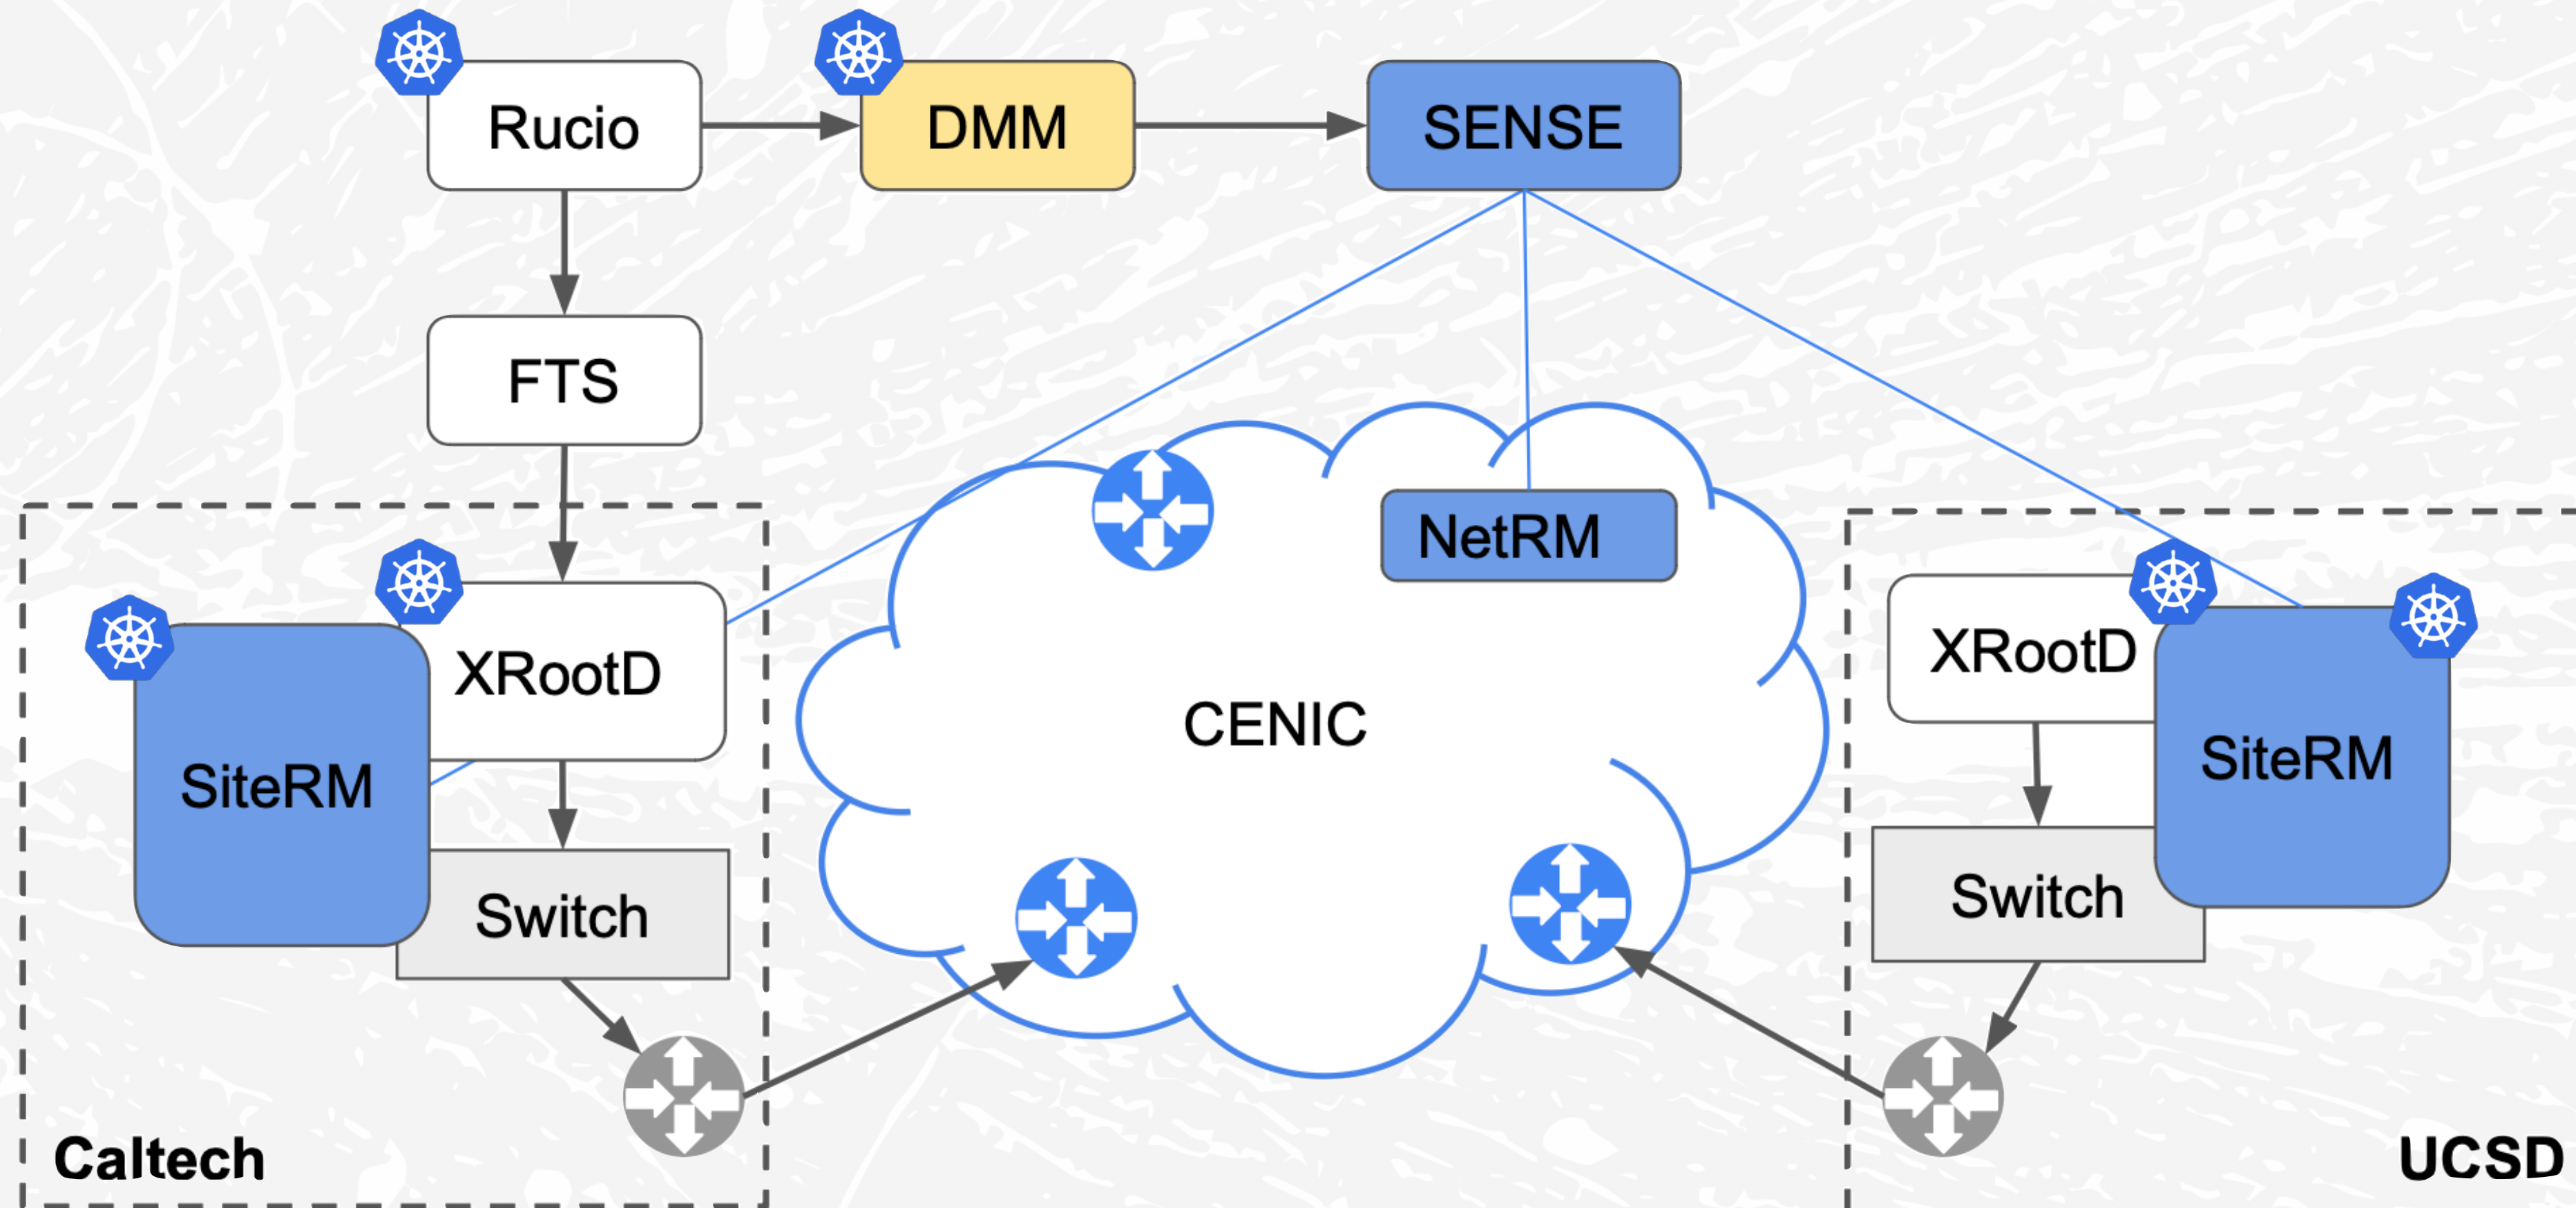 Rucio
DMM
SENSE
FTS
NetRM
XRootD
XRootD
SiteRM
SiteRM
CENIC
Switch
Switch
Caltech
UCSD